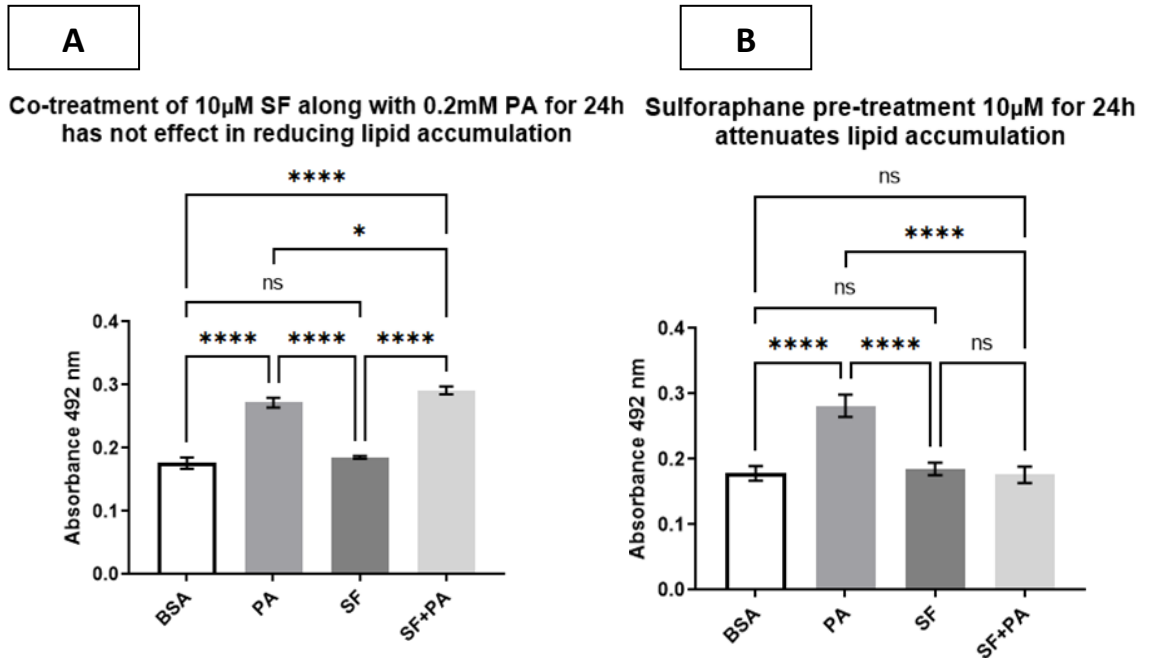 A
Co-treatment of 10µM SF along with 0.2mM PA for 24h
has not effect in reducing lipid accumulation
****
*
ns
**** **** ****
Absorbance 492 nm
0.4
0.3
0.2
0.1
0.0
BSA PA SF SF+PA
B
Sulforaphane pre-treatment 10µM for 24h
attenuates lipid accumulation
ns
****
ns
**** **** ns
Absorbance 492 nm
0.4
0.3
0.2
0.1
0.0
BSA PA SF SF+PA